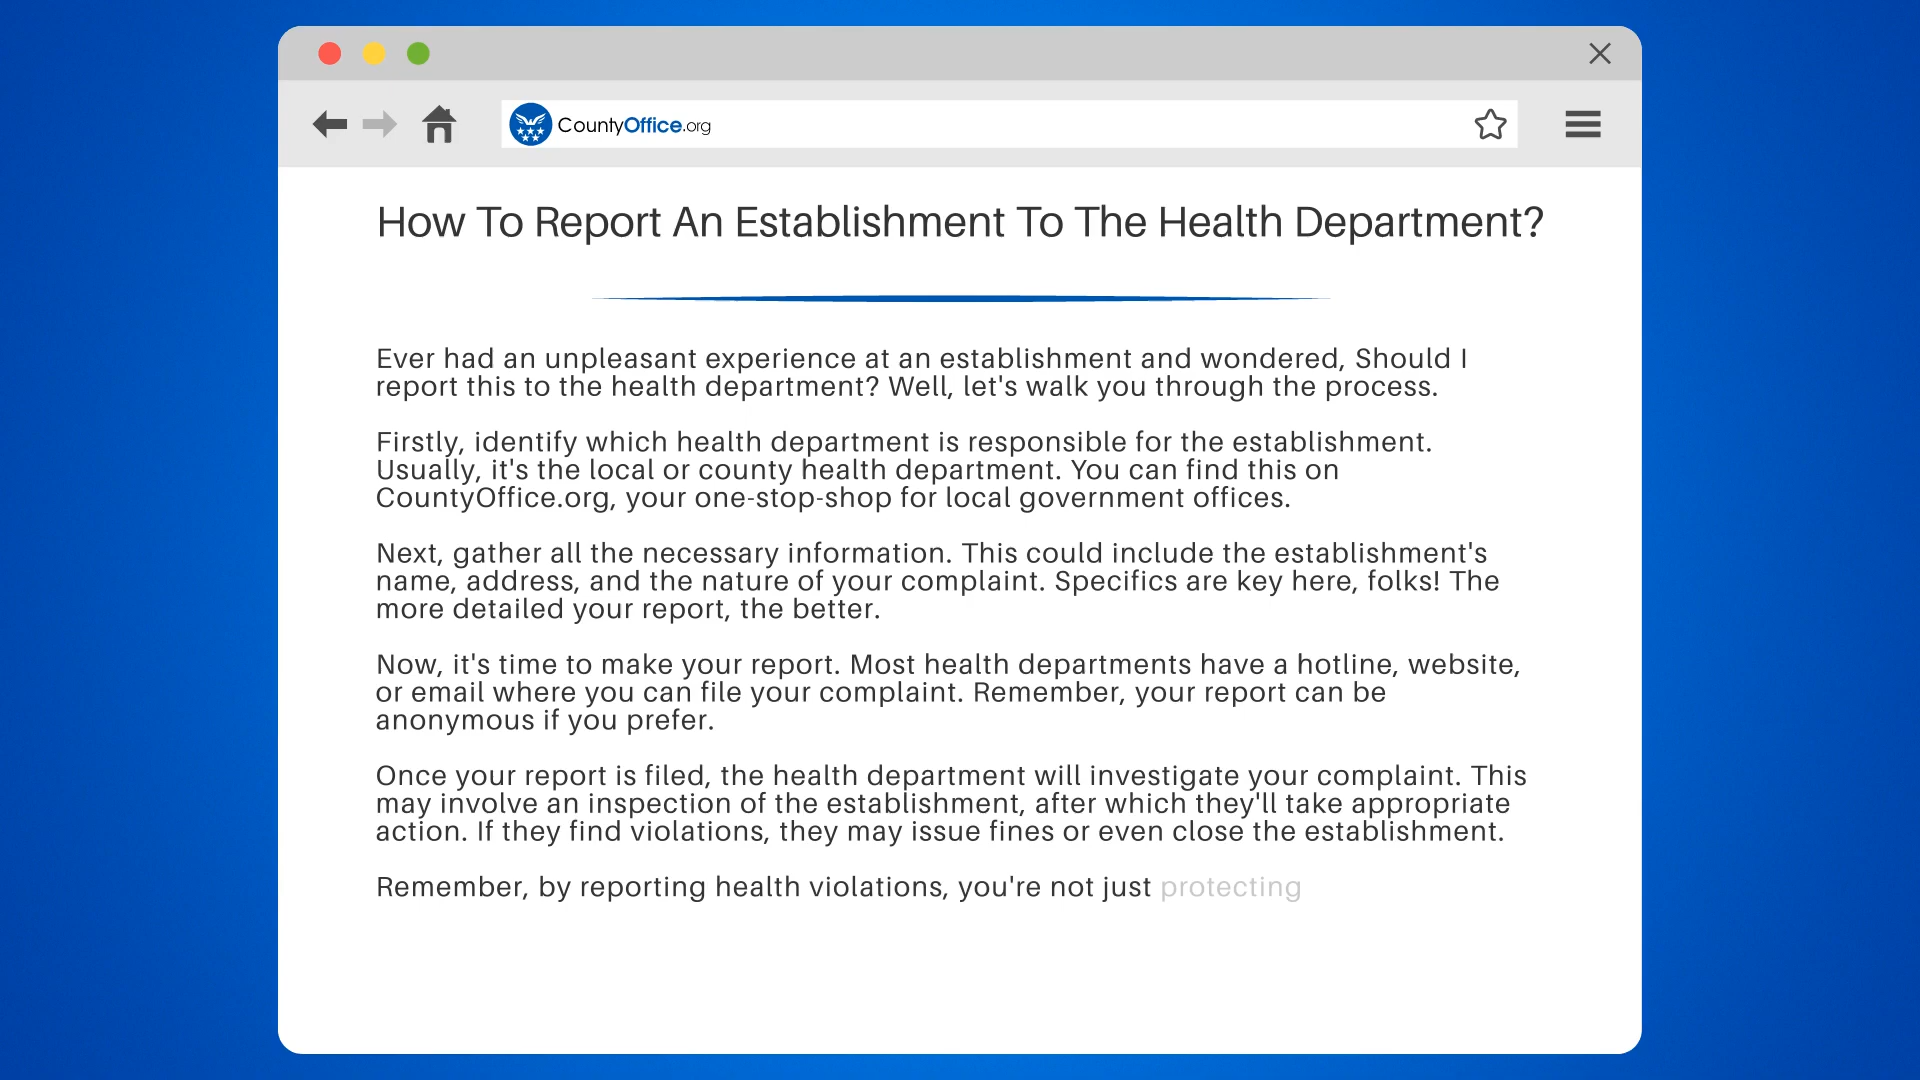 CountyOffice.org
How To Report An Establishment To The Health Department?
Ever had an unpleasant experience at an establishment and wondered, Should I
report this to the health department? Well, let's walk you through the process.
Firstly, identify which health department is responsible for the establishment.
Usually, it's the local or county health department. You can find this on
CountyOffice.org, your one-stop-shop for local government offices.
Next, gather all the necessary information. This could include the establishment's
name, address, and the nature of your complaint. Specifics are key here, folks! The
more detailed your report, the better.
Now, it's time to make your report. Most health departments have a hotline, website,
or email where you can file your complaint. Remember, your report can be
anonymous if you prefer.
Once your report is filed, the health department will investigate your complaint. This
may involve an inspection of the establishment, after which they'll take appropriate
action. If they find violations, they may issue fines or even close the establishment.
Remember, by reporting health violations, you're not just protecting